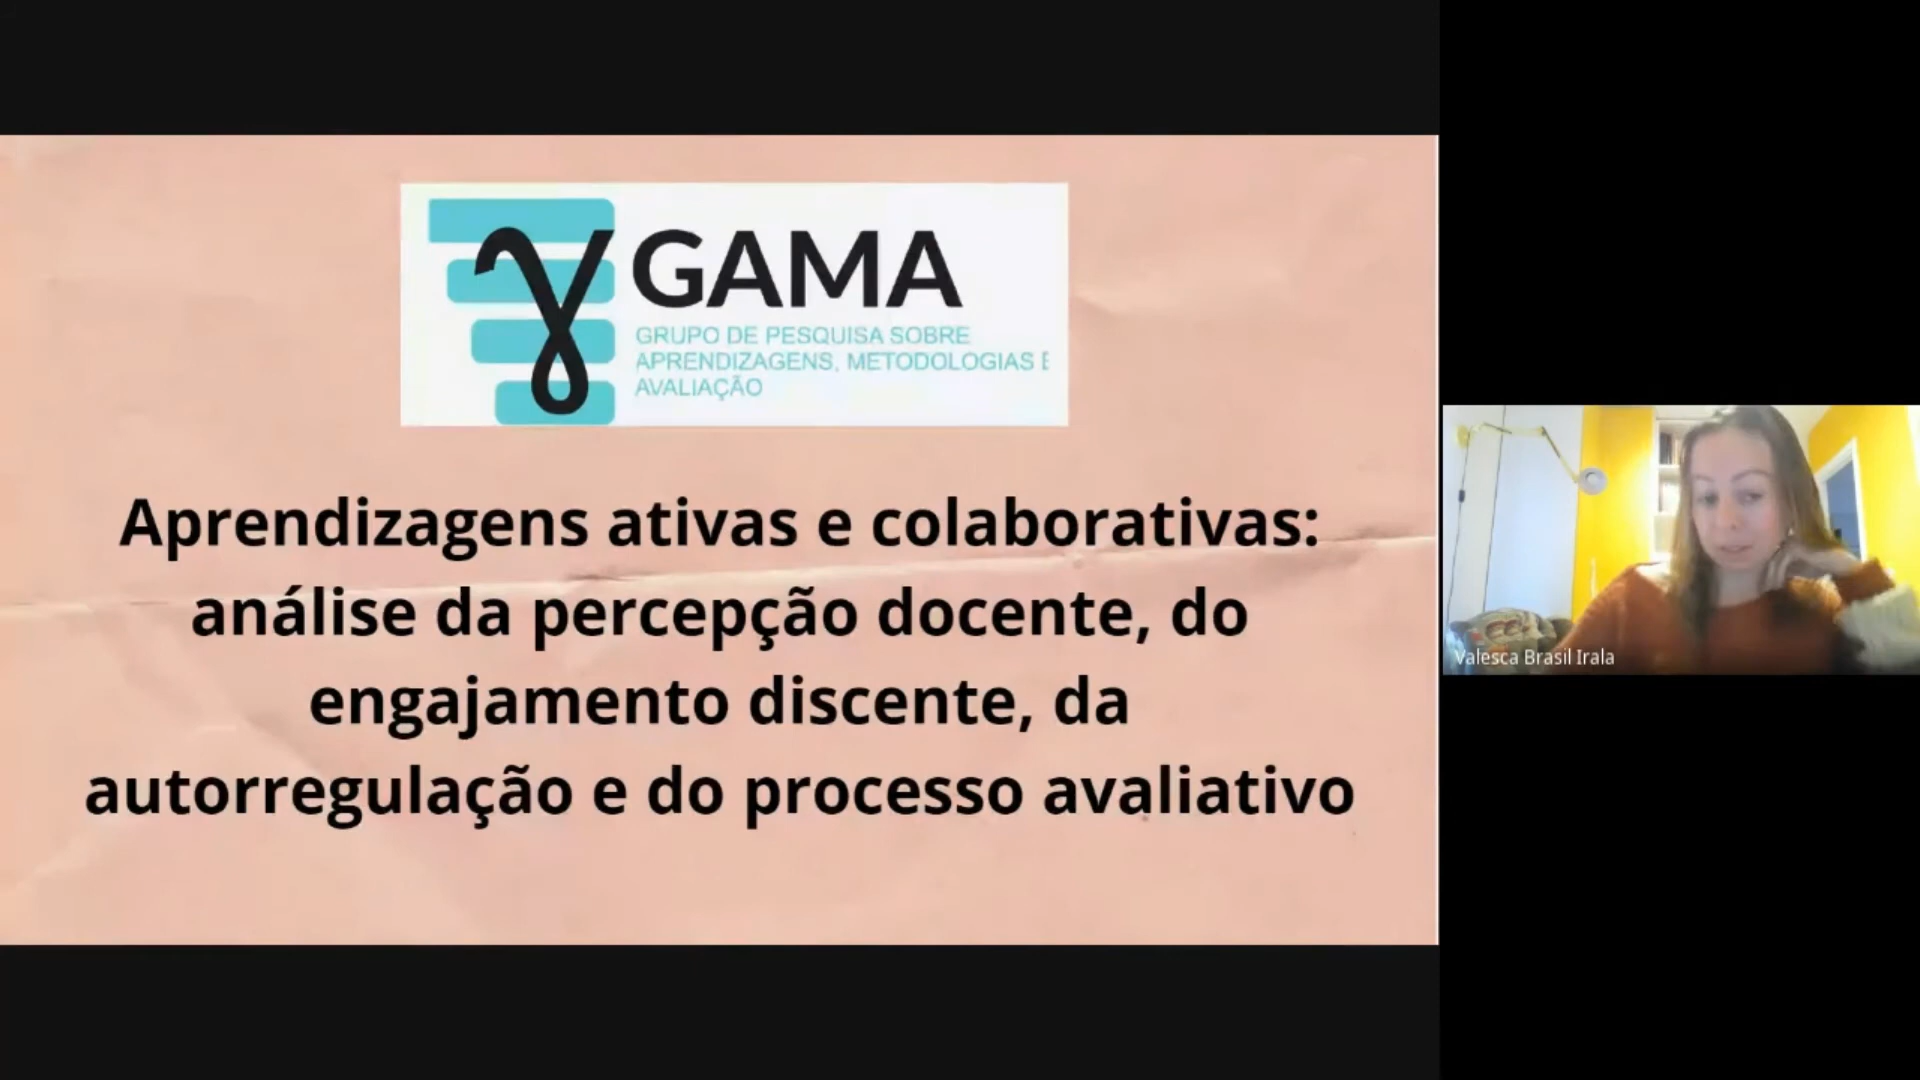 GAMA
GRUPO DE PESQUISA SOBRE
APRENDIZAGENS, METODOLOGIAS E
AVALIAÇÃO
Aprendizagens ativas e colaborativas:
análise da percepção docente, do
engajamento discente, da
autorregulação e do processo avaliativo
Valesca Brasil Irala